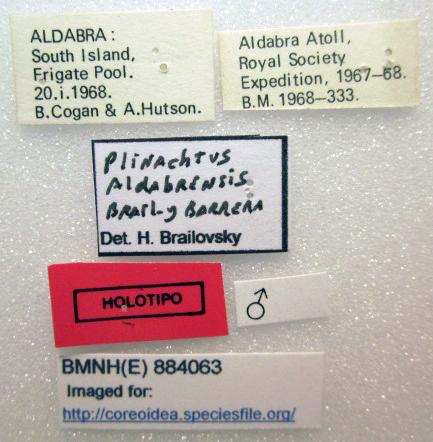 ALDABRA :
South Island,
Frigate Pool.
20.i.1968.
B.Cogan & A.Hutson.
Aldabra Atoll,
Royal Society
Expedition, 1967–68.
B.M. 1968–333.
Plinachtus
Aldabrensis
Brail-y Barrera
Det. H. Brailovsky
HOLOTIPO
♂
BMNH(E) 884063
Imaged for:
http://coreoidea.speciesfile.org/